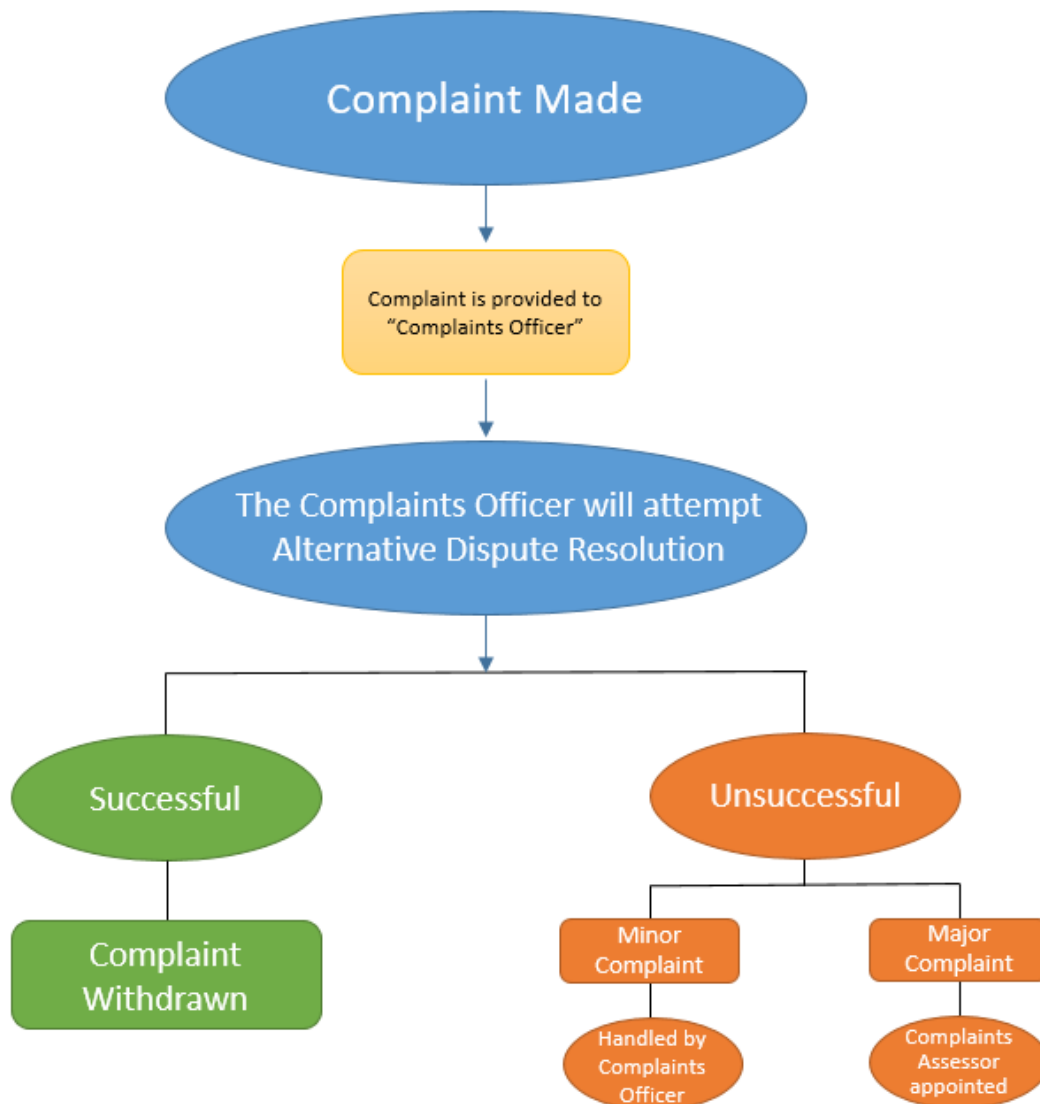 Complaint Made
Complaint is provided to
“Complaints Officer”
The Complaints Officer will attempt
Alternative Dispute Resolution
Successful
Unsuccessful
Complaint
Withdrawn
Minor
Complaint
Major
Complaint
Handled by
Complaints
Officer
Complaints
Assessor
appointed